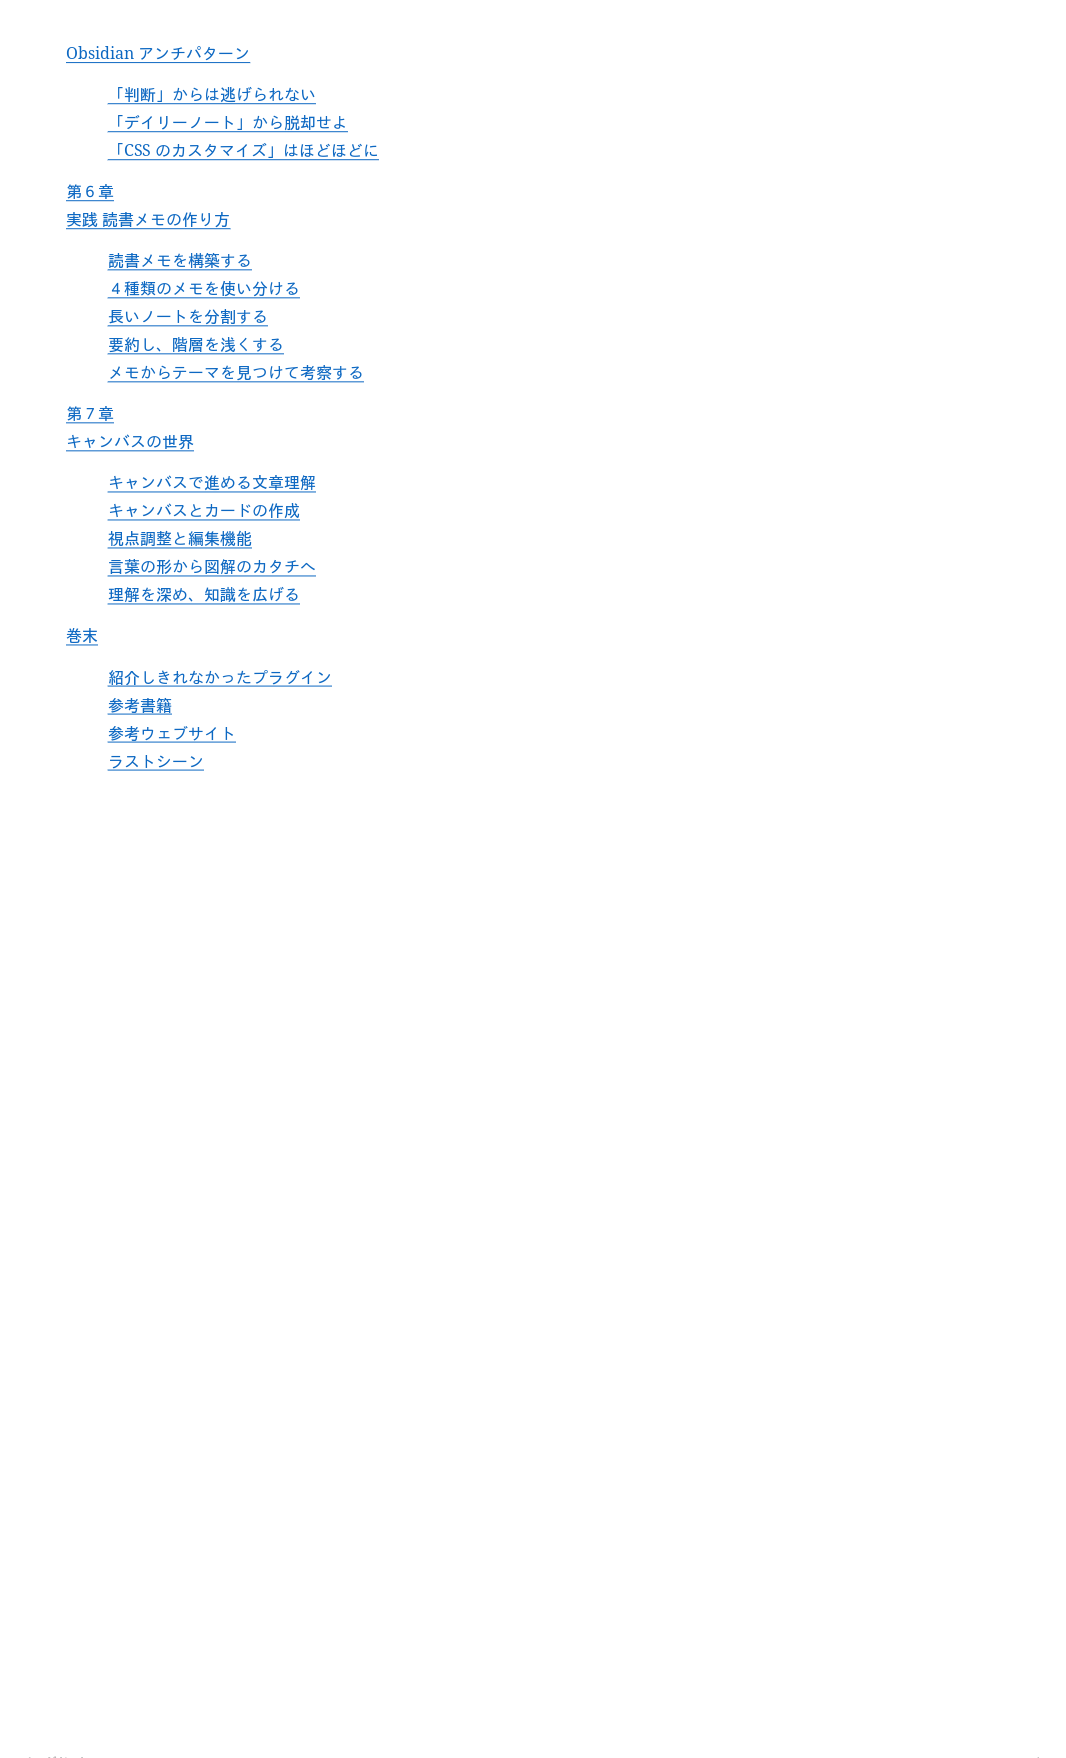 Obsidian アンチパターン
「判断」からは逃げられない
「デイリーノート」から脱却せよ
「CSS のカスタマイズ」はほどほどに
第６章
実践 読書メモの作り方
読書メモを構築する
４種類のメモを使い分ける
長いノートを分割する
要約し、階層を浅くする
メモからテーマを見つけて考察する
第７章
キャンバスの世界
キャンバスで進める文章理解
キャンバスとカードの作成
視点調整と編集機能
言葉の形から図解のカタチへ
理解を深め、知識を広げる
巻末
紹介しきれなかったプラグイン
参考書籍
参考ウェブサイト
ラストシーン